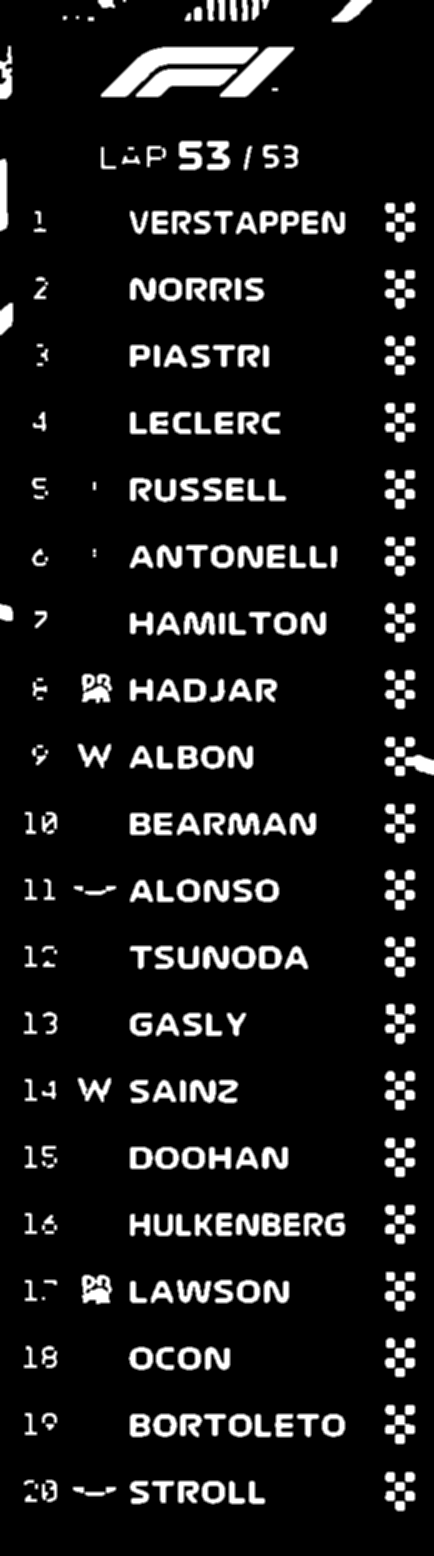 F1
LAP 53 / 53
1 VERSTAPPEN
2 NORRIS
3 PIASTRI
4 LECLERC
5 RUSSELL
6 ANTONELLI
7 HAMILTON
8 HADJAR
9 W ALBON
10 BEARMAN
11 ALONSO
12 TSUNODA
13 GASLY
14 W SAINZ
15 DOOHAN
16 HULKENBERG
17 LAWSON
18 OCON
19 BORTOLETO
20 STROLL